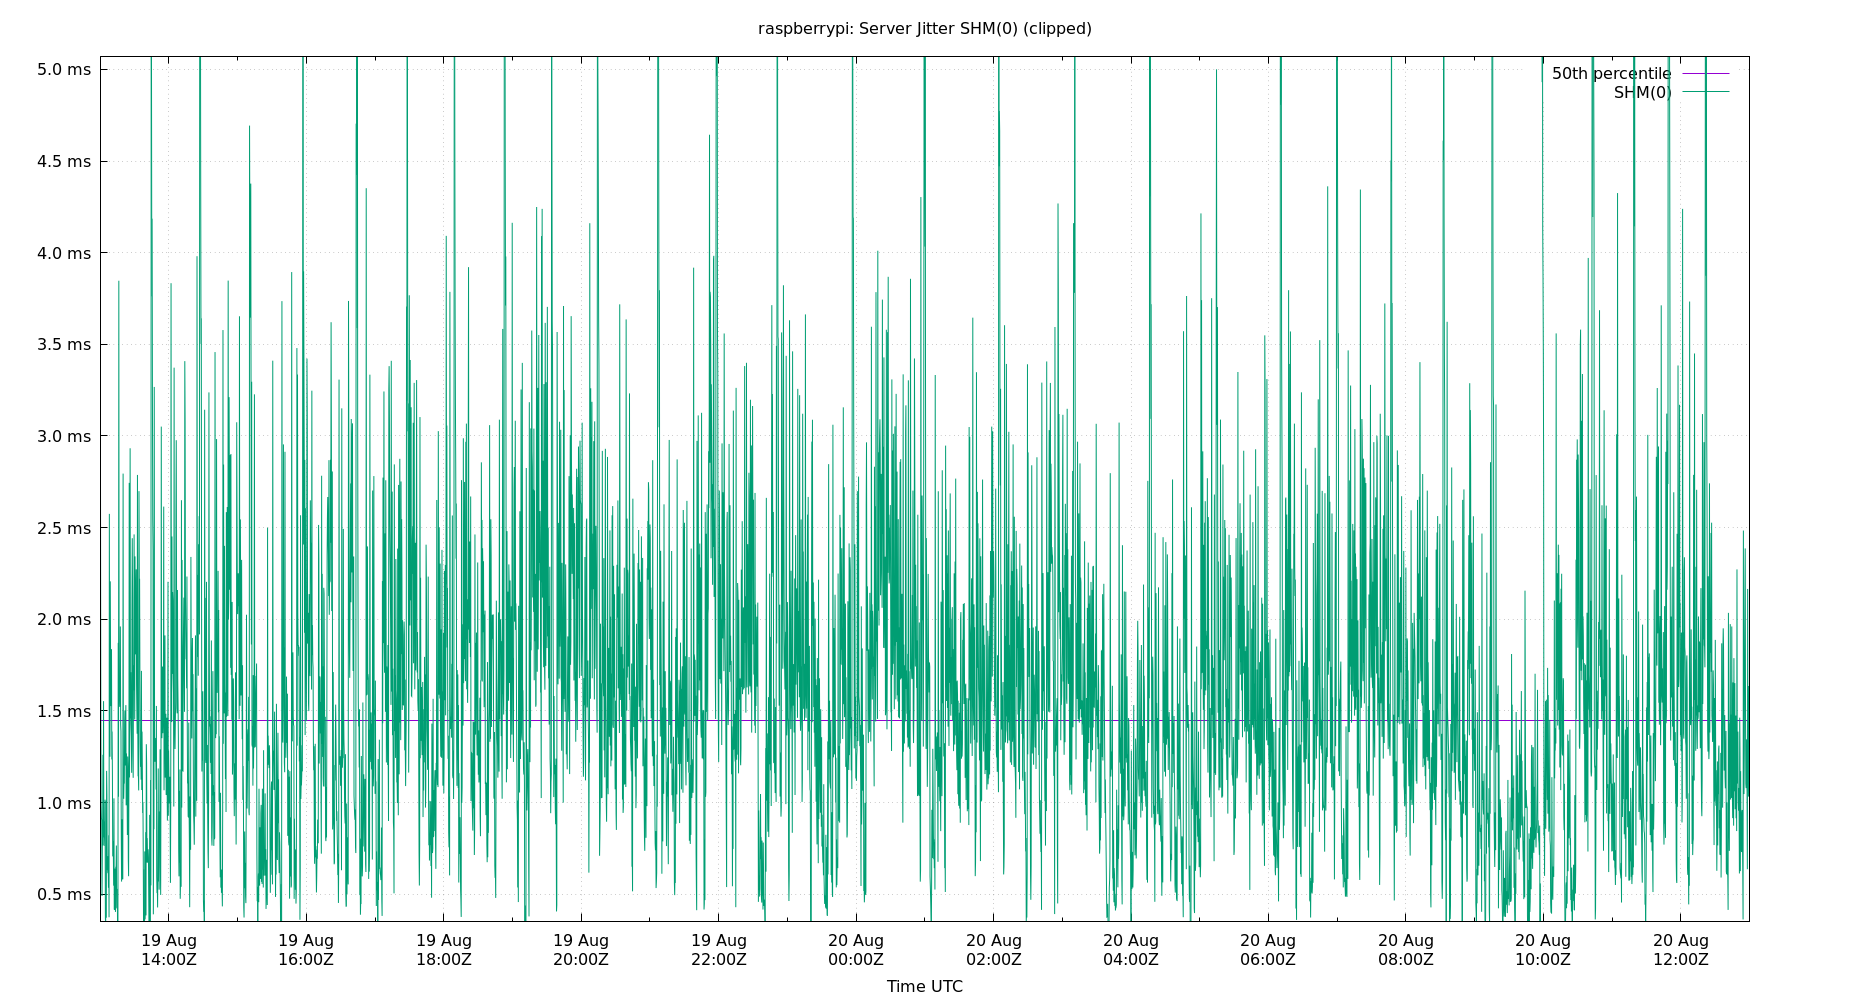 raspberrypi: Server Jitter SHM(0) (clipped)
5.0 ms
50th percentile
SHM(0)
4.5 ms
4.0 ms
3.5 ms
3.0 ms
2.5 ms
2.0 ms
1.5 ms
1.0 ms
0.5 ms
19 Aug 19 Aug 19 Aug 19 Aug 19 Aug 20 Aug 20 Aug 20 Aug 20 Aug 20 Aug 20 Aug 20 Aug
14:00Z 16:00Z 18:00Z 20:00Z 22:00Z 00:00Z 02:00Z 04:00Z 06:00Z 08:00Z 10:00Z 12:00Z
Time UTC